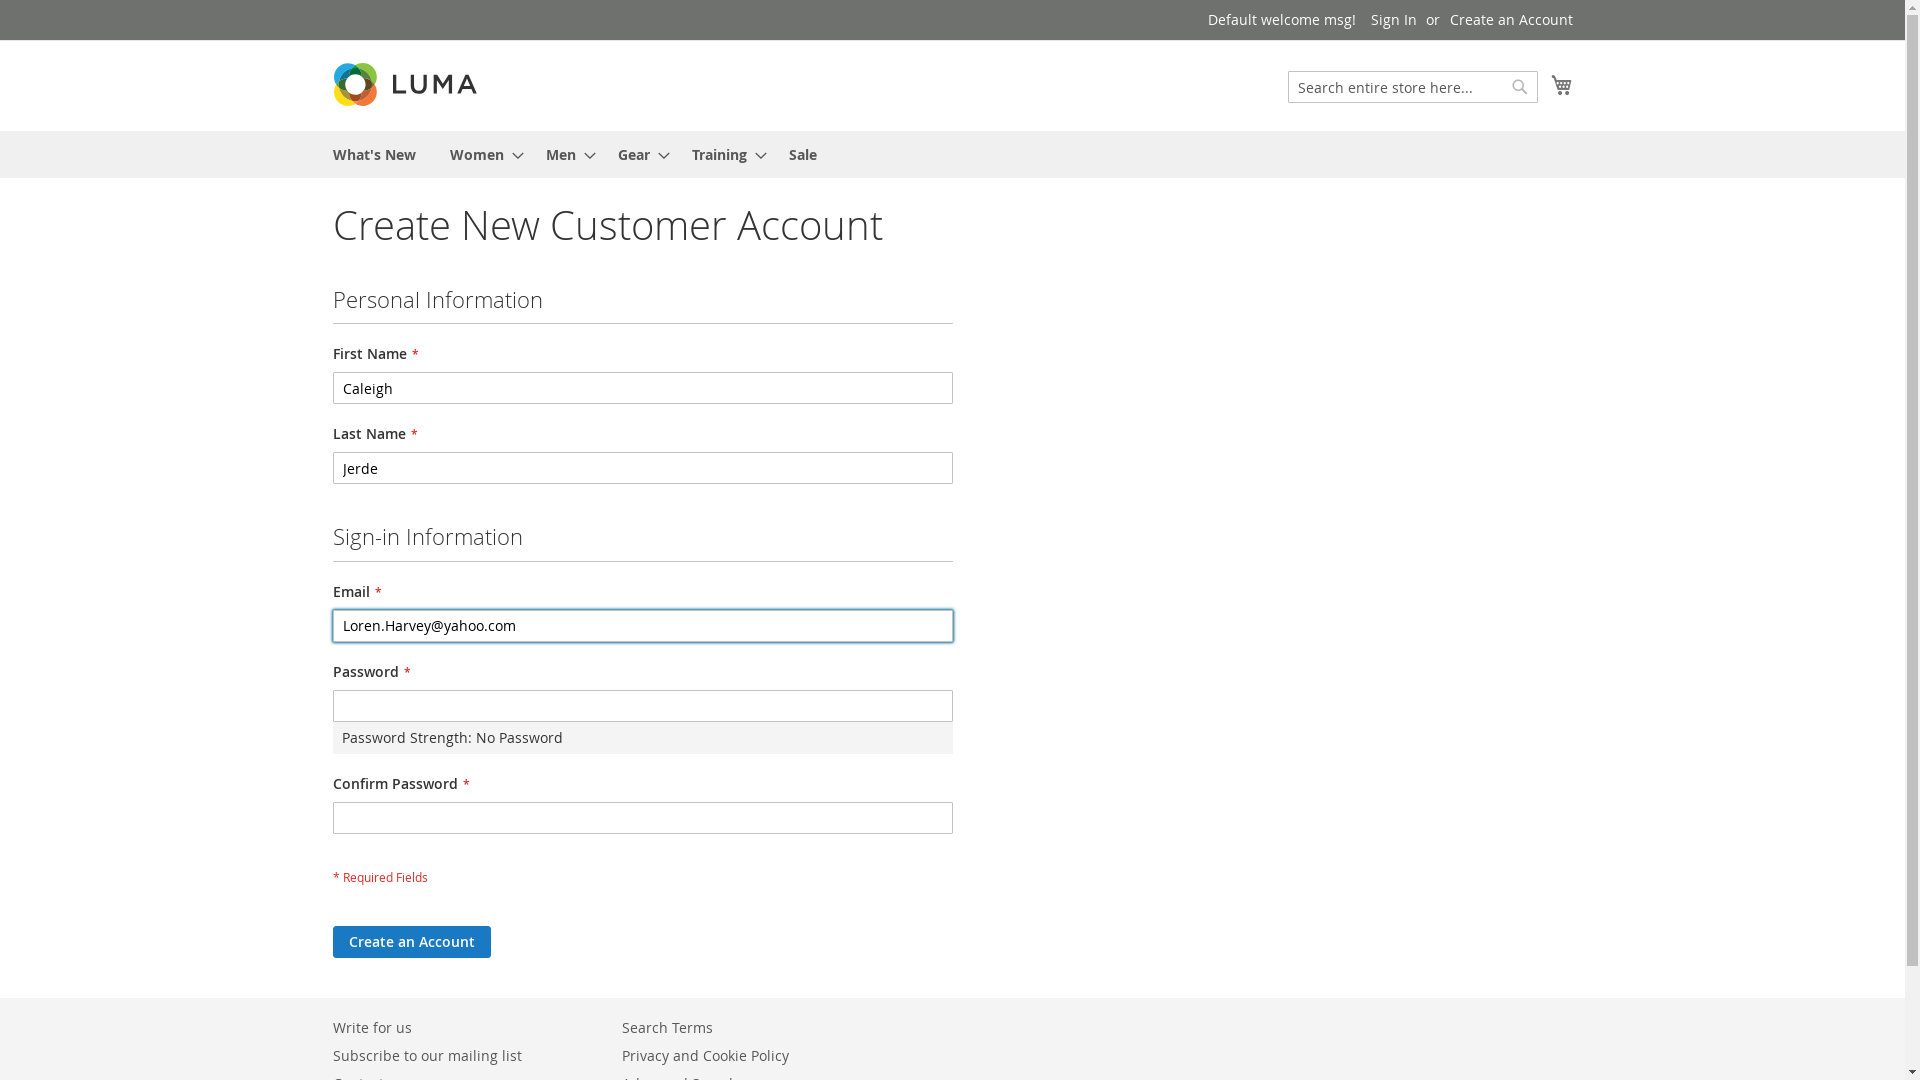 Default welcome msg! Sign In or Create an Account
LUMA
Search entire store here...
What's New Women Men Gear Training Sale
Create New Customer Account
Personal Information
First Name *
Caleigh
Last Name *
Jerde
Sign-in Information
Email *
Loren.Harvey@yahoo.com
Password *
Password Strength: No Password
Confirm Password *
* Required Fields
Create an Account
Write for us Search Terms
Subscribe to our mailing list Privacy and Cookie Policy